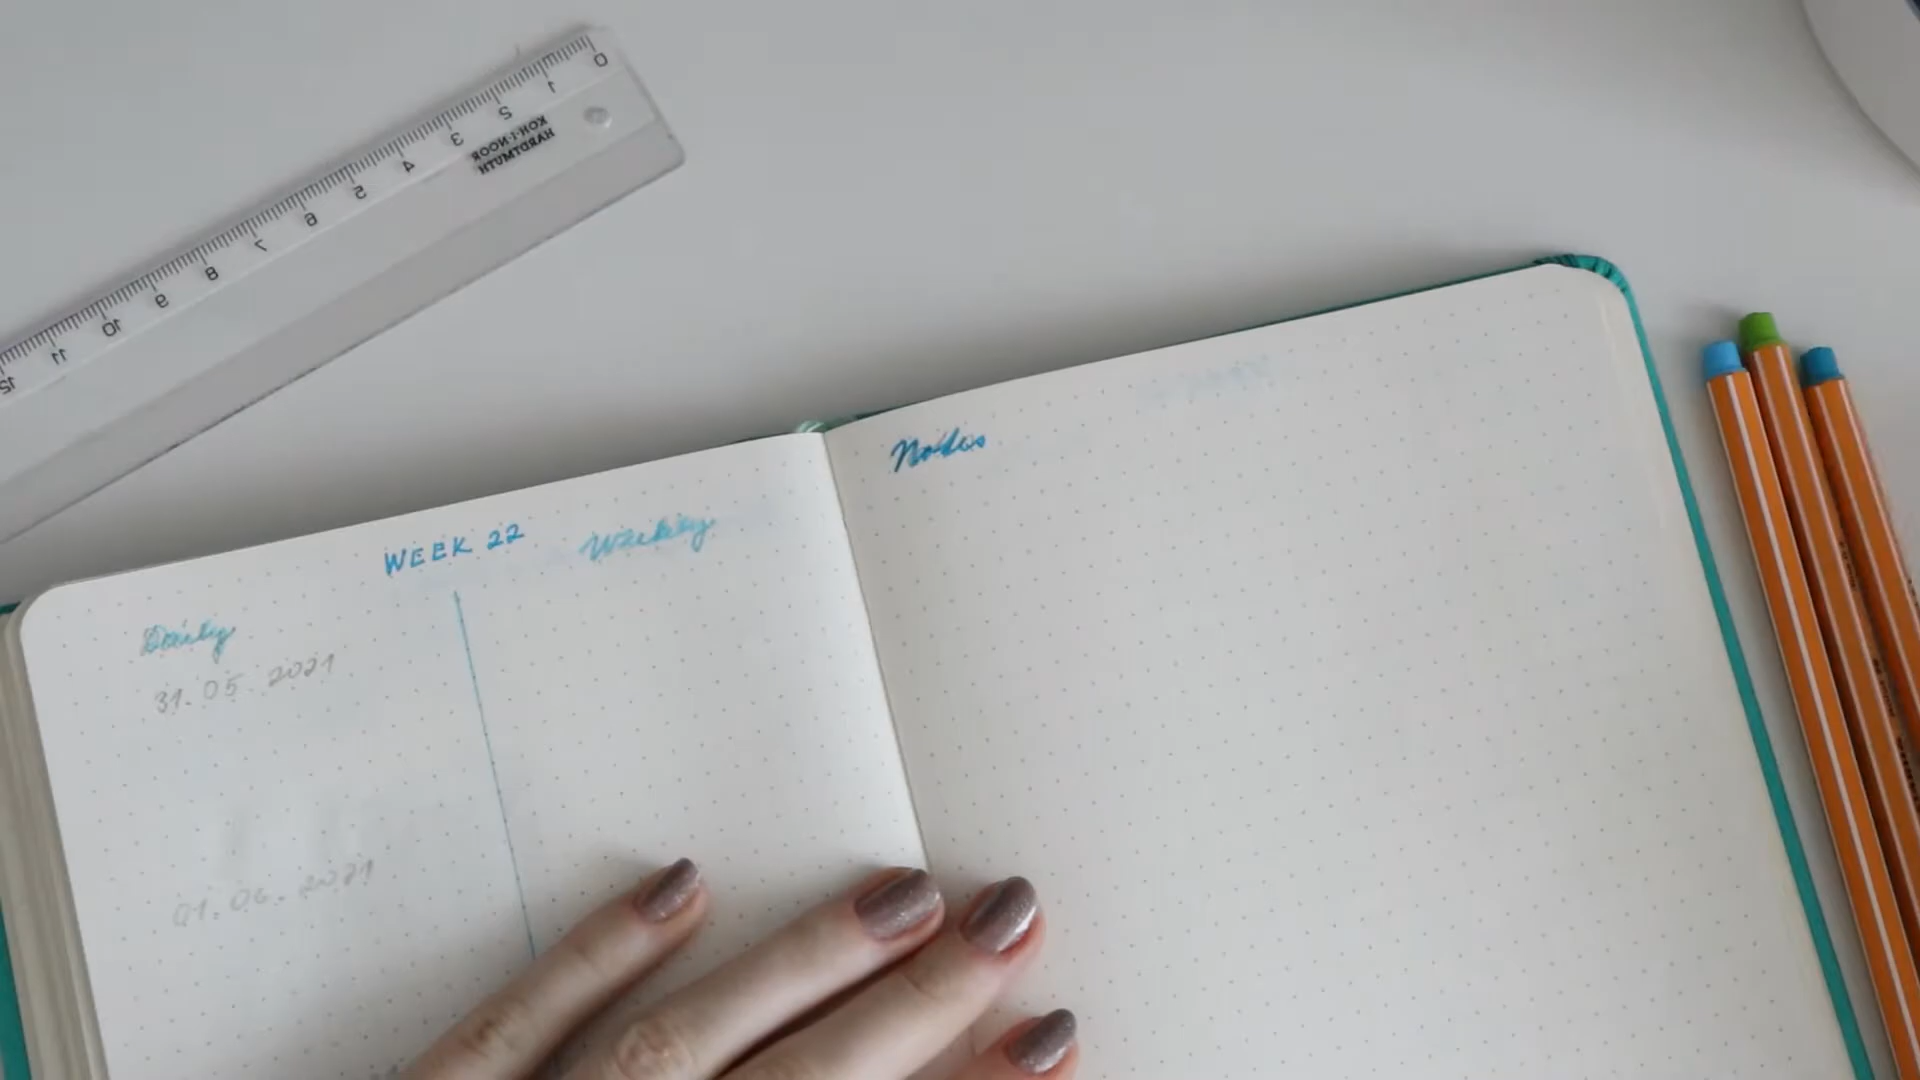 0 1 2 3 4 5 6 7 8 9 10 11 12
KOH-I-NOOR
HARDTMUTH
WEEK 22
Weekly
Daily
31.05.2021
01.06.2021
Notes